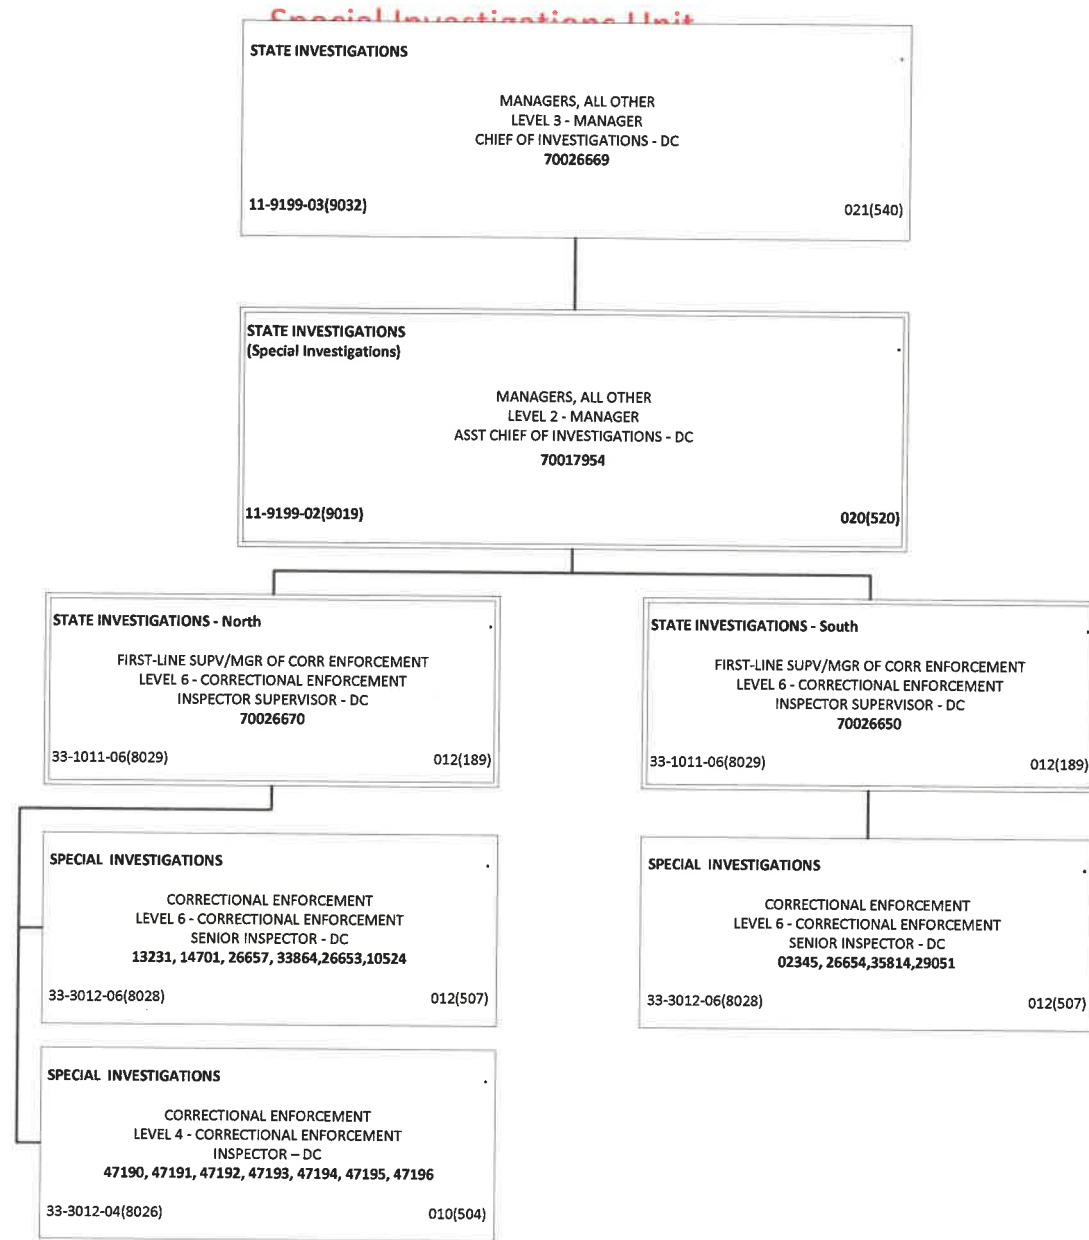 Special Investigations Unit
STATE INVESTIGATIONS
MANAGERS, ALL OTHER
LEVEL 3 - MANAGER
CHIEF OF INVESTIGATIONS - DC
70026669
11-9199-03(9032)
021(540)
STATE INVESTIGATIONS
(Special Investigations)
MANAGERS, ALL OTHER
LEVEL 2 - MANAGER
ASST CHIEF OF INVESTIGATIONS - DC
70017954
11-9199-02(9019)
020(520)
STATE INVESTIGATIONS - North
FIRST-LINE SUPV/MGR OF CORR ENFORCEMENT
LEVEL 6 - CORRECTIONAL ENFORCEMENT
INSPECTOR SUPERVISOR - DC
70026670
33-1011-06(8029)
012(189)
STATE INVESTIGATIONS - South
FIRST-LINE SUPV/MGR OF CORR ENFORCEMENT
LEVEL 6 - CORRECTIONAL ENFORCEMENT
INSPECTOR SUPERVISOR - DC
70026650
33-1011-06(8029)
012(189)
SPECIAL INVESTIGATIONS
CORRECTIONAL ENFORCEMENT
LEVEL 6 - CORRECTIONAL ENFORCEMENT
SENIOR INSPECTOR - DC
13231, 14701, 26657, 33864,26653,10524
33-3012-06(8028)
012(507)
SPECIAL INVESTIGATIONS
CORRECTIONAL ENFORCEMENT
LEVEL 6 - CORRECTIONAL ENFORCEMENT
SENIOR INSPECTOR - DC
02345, 26654,35814,29051
33-3012-06(8028)
012(507)
SPECIAL INVESTIGATIONS
CORRECTIONAL ENFORCEMENT
LEVEL 4 - CORRECTIONAL ENFORCEMENT
INSPECTOR – DC
47190, 47191, 47192, 47193, 47194, 47195, 47196
33-3012-04(8026)
010(504)